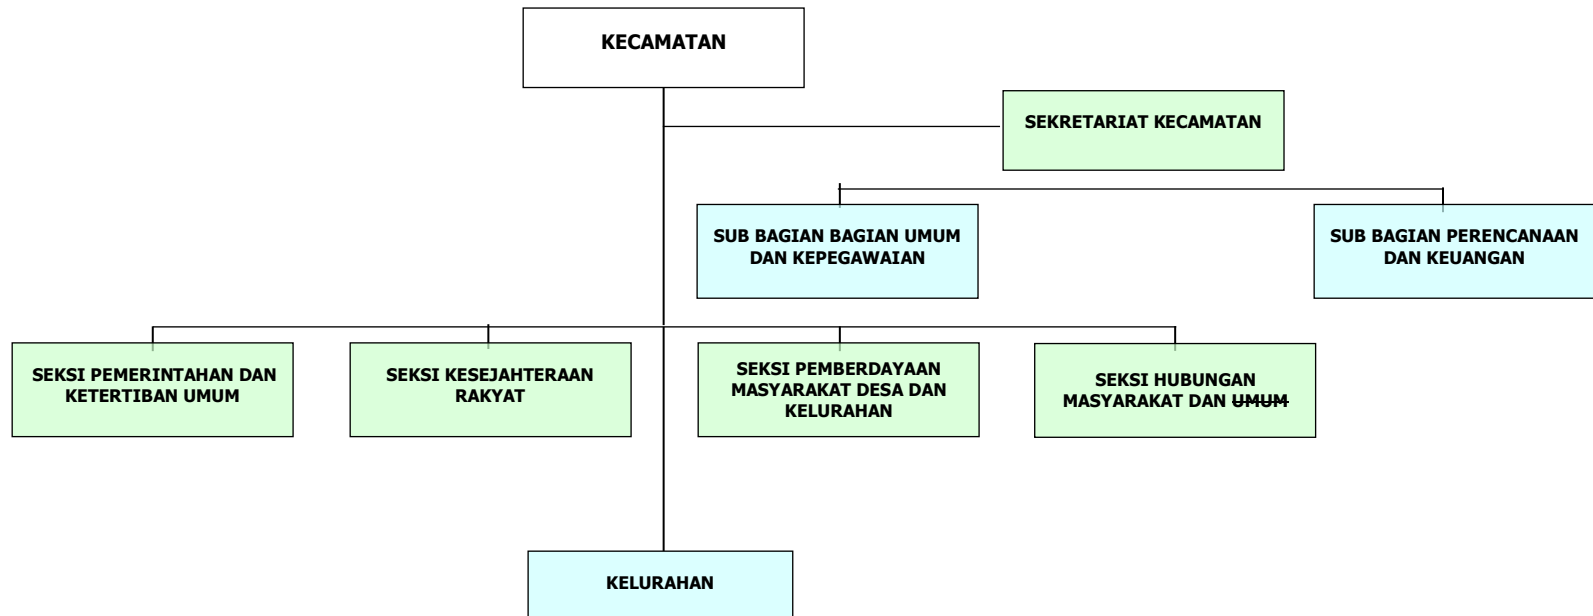 KECAMATAN
SEKRETARIAT KECAMATAN
SUB BAGIAN BAGIAN UMUM
DAN KEPEGAWAIAN
SUB BAGIAN PERENCANAAN
DAN KEUANGAN
SEKSI PEMERINTAHAN DAN
KETERTIBAN UMUM
SEKSI KESEJAHTERAAN
RAKYAT
SEKSI PEMBERDAYAAN
MASYARAKAT DESA DAN
KELURAHAN
SEKSI HUBUNGAN
MASYARAKAT DAN UMUM
KELURAHAN